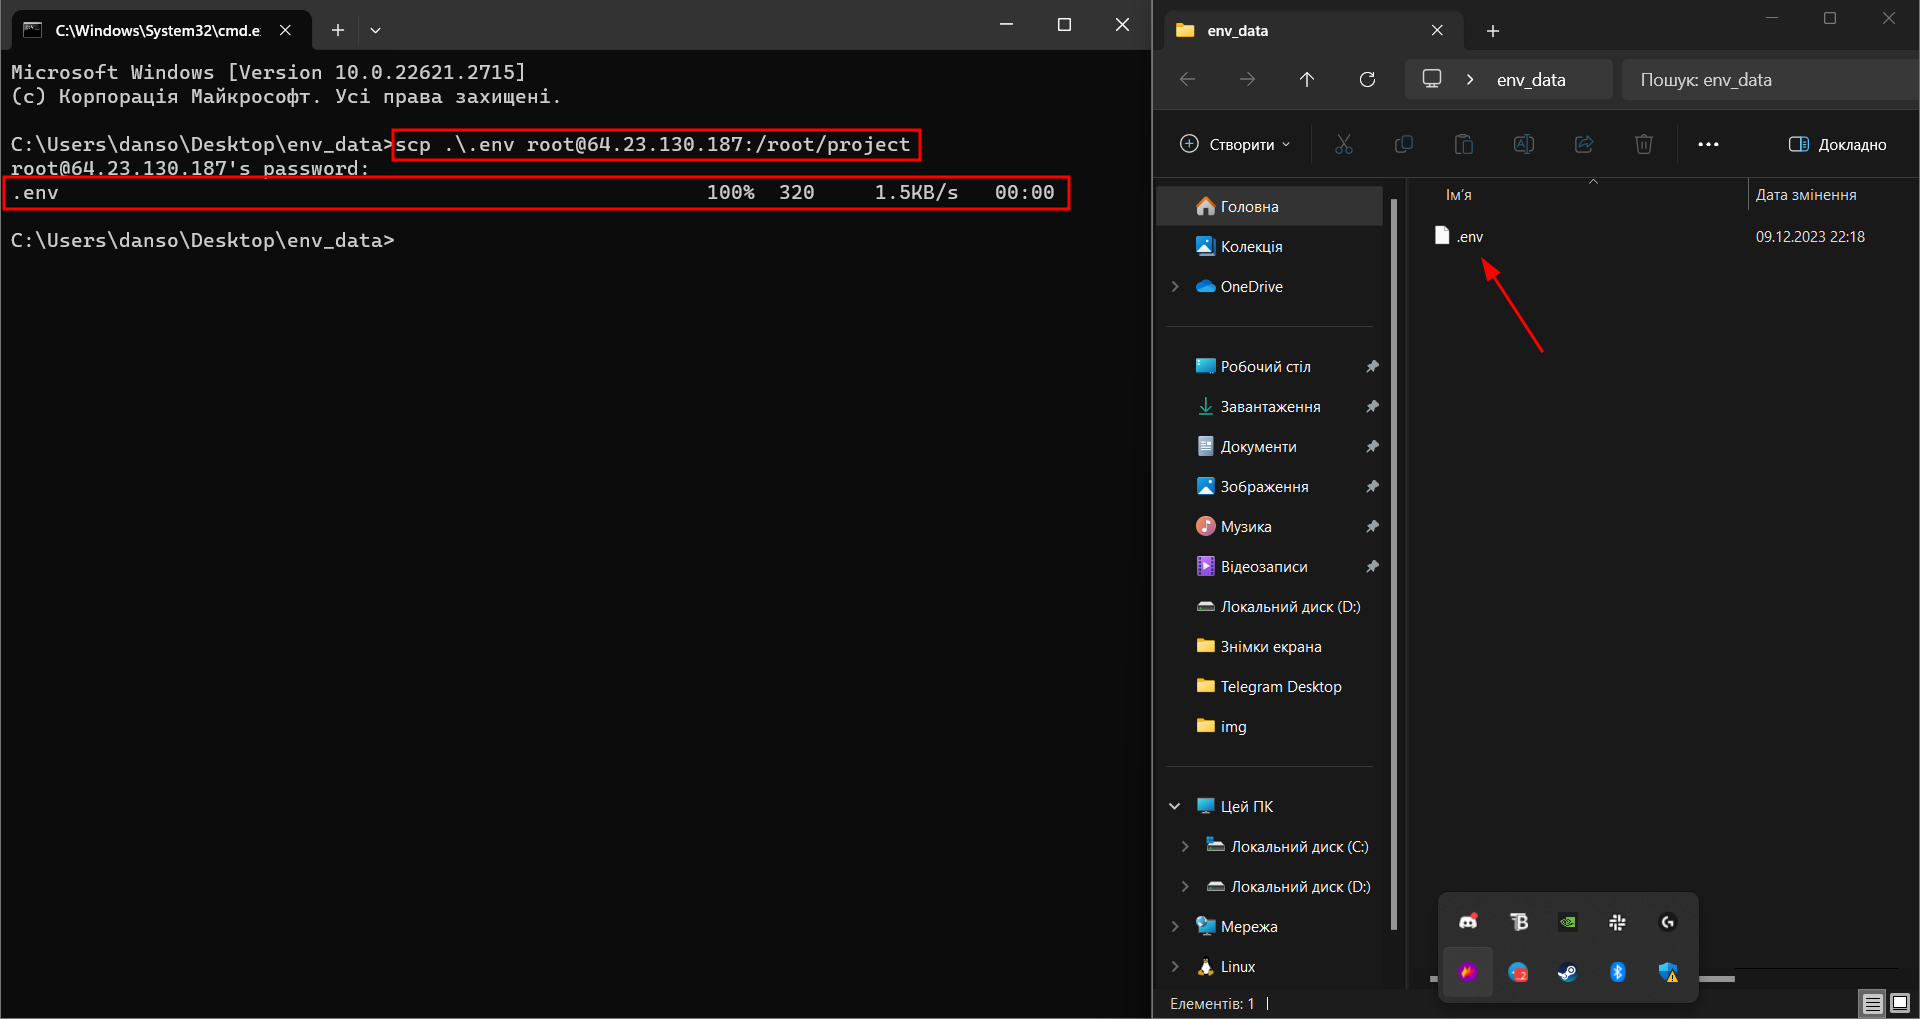 C:\Windows\System32\cmd.e
Microsoft Windows [Version 10.0.22621.2715]
(c) Корпорація Майкрософт. Усі права захищені.
C:\Users\danso\Desktop\env_data>scp .\.env root@64.23.130.187:/root/project
root@64.23.130.187's password:
.env 100% 320 1.5KB/s 00:00
C:\Users\danso\Desktop\env_data>
env_data
env_data
Пошук: env_data
Створити
Докладно
Ім’я
Дата змінення
.env
09.12.2023 22:18
Головна
Колекція
OneDrive
Робочий стіл
Завантаження
Документи
Зображення
Музика
Відеозаписи
Локальний диск (D:)
Знімки екрана
Telegram Desktop
img
Цей ПК
Локальний диск (C:)
Локальний диск (D:)
Мережа
Linux
Елементів: 1